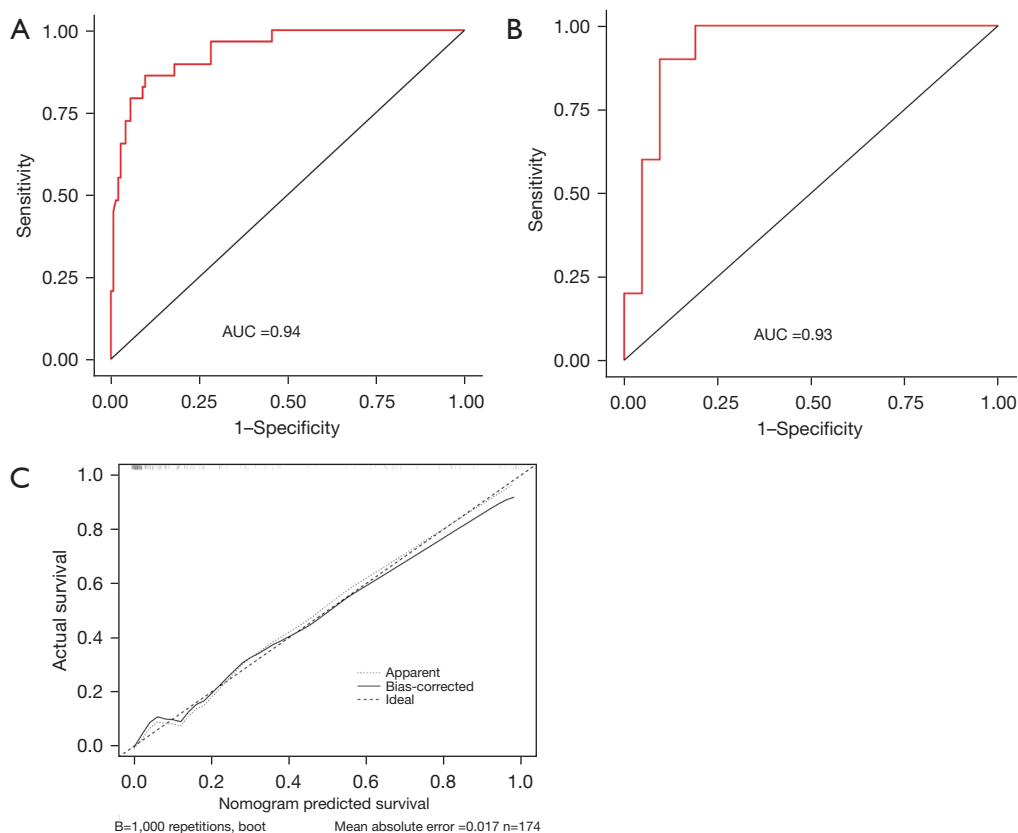 A
1.00
0.75
0.50
0.25
0.00
Sensitivity
AUC =0.94
0.00 0.25 0.50 0.75 1.00
1–Specificity
B
1.00
0.75
0.50
0.25
0.00
Sensitivity
AUC =0.93
0.00 0.25 0.50 0.75 1.00
1–Specificity
C
1.0
0.8
0.6
0.4
0.2
0.0
Actual survival
Apparent
Bias-corrected
Ideal
0.0 0.2 0.4 0.6 0.8 1.0
Nomogram predicted survival
B=1,000 repetitions, boot
Mean absolute error =0.017 n=174